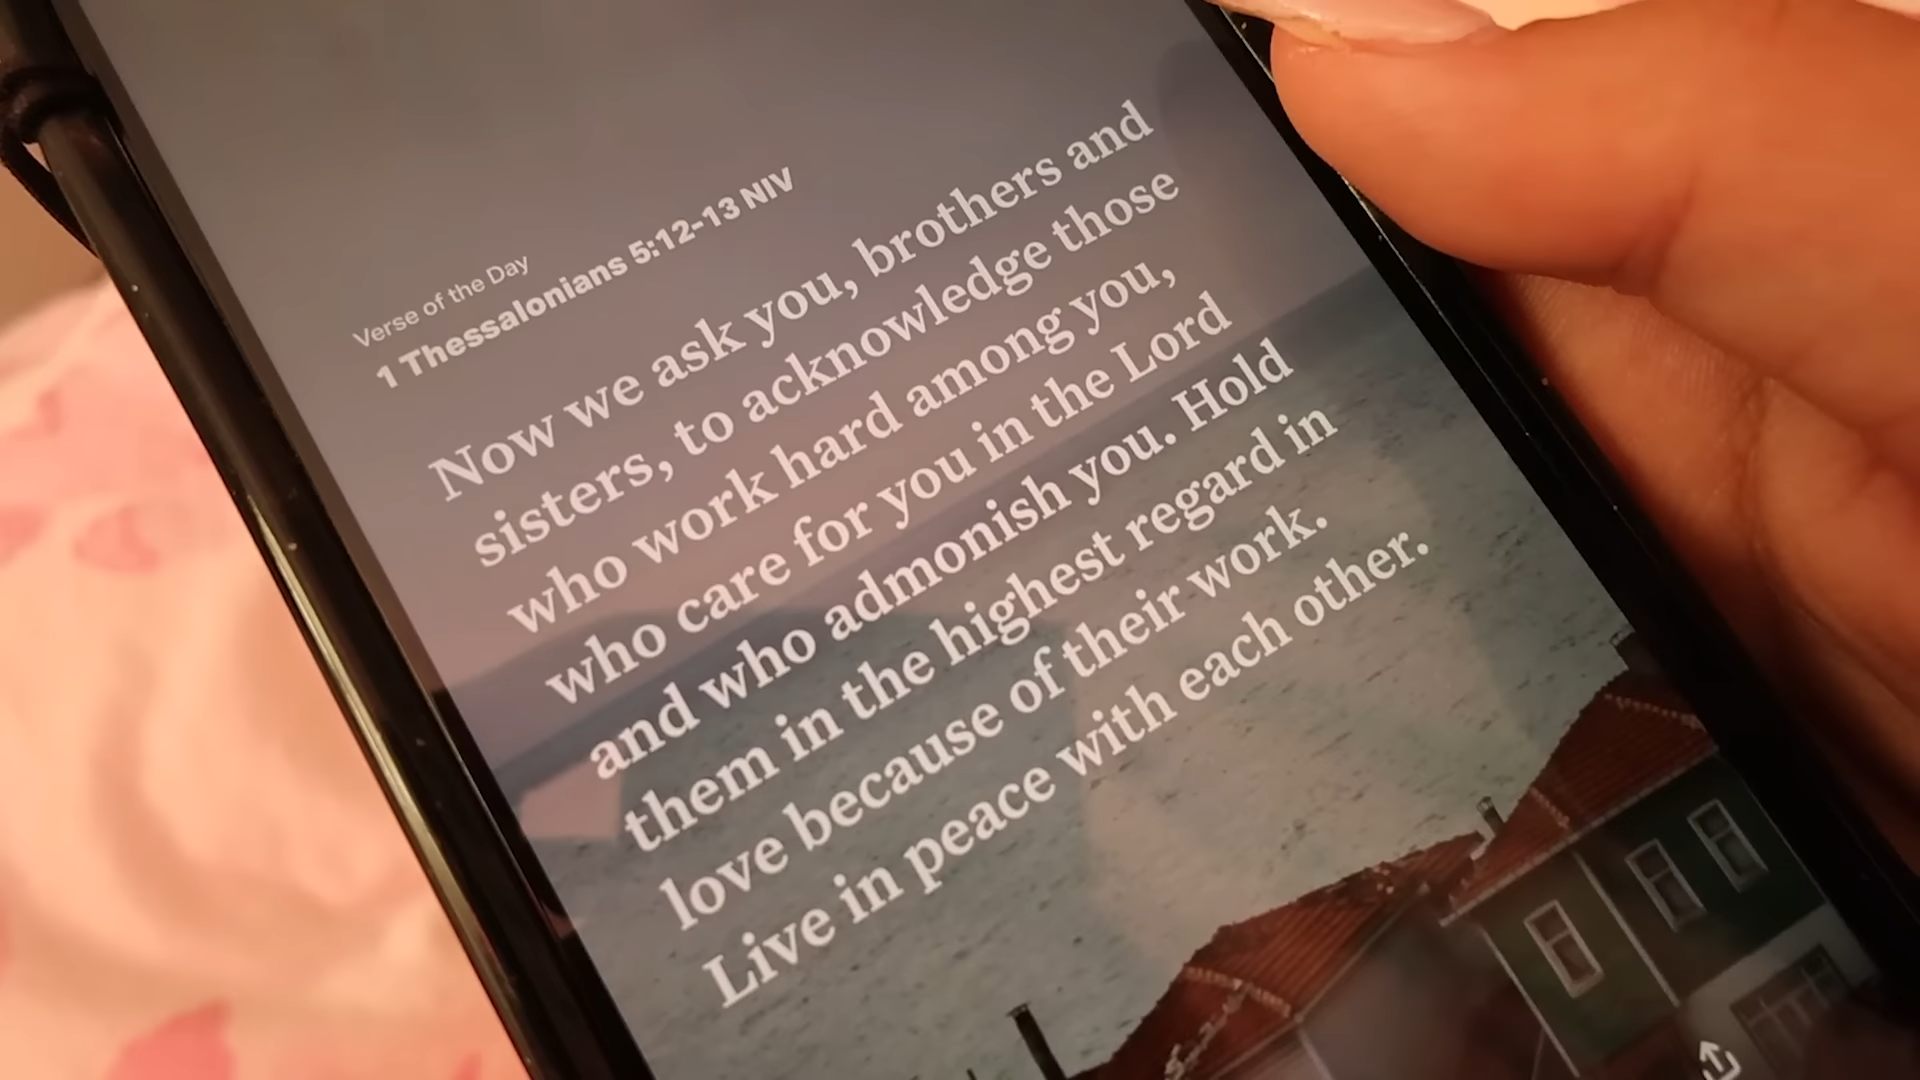 Verse of the Day
1 Thessalonians 5:12-13 NIV
Now we ask you, brothers and
sisters, to acknowledge those
who work hard among you,
who care for you in the Lord
and who admonish you. Hold
them in the highest regard in
love because of their work.
Live in peace with each other.